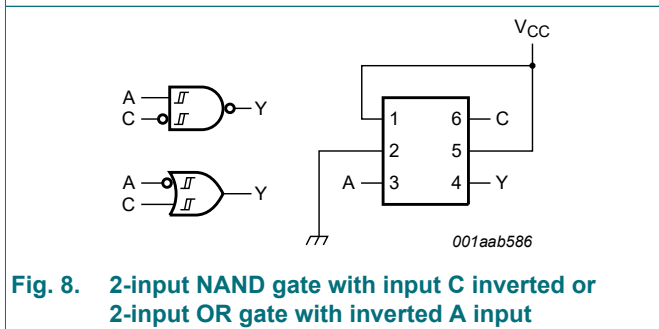 V_CC
A
C
Y
A
C
Y
1 6 C
2 5
A 3 4 Y
001aab586
Fig. 8. 2-input NAND gate with input C inverted or
2-input OR gate with inverted A input